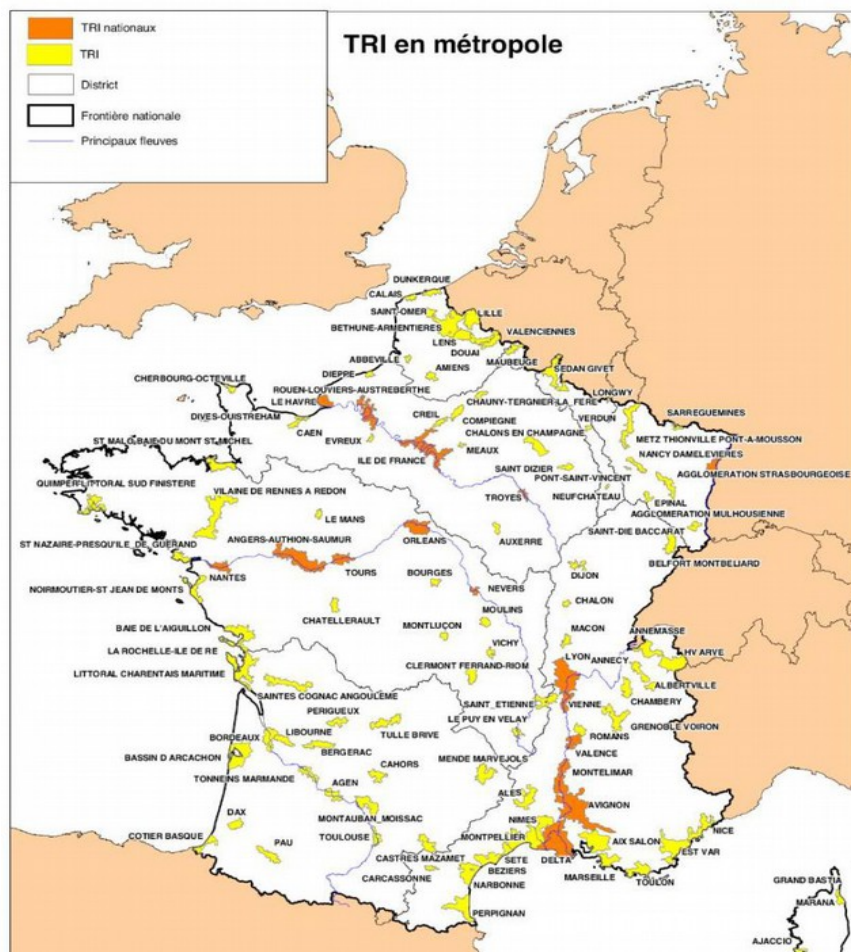 TRI en métropole
TRI nationaux
TRI
District
Frontière nationale
Principaux fleuves
DUNKERQUE
CALAIS
SAINT-OMER
LILLE
BETHUNE-ARMENTIERES
VALENCIENNES
LENS
DOUAI
MAUBEUGE
ABBEVILLE
AMIENS
SEDAN GIVET
DIEPPE
CHERBOURG-OCTEVILLE
ROUEN-LOUVIERS-AUSTREBERTHE
LONGWY
LE HAVRE
CHAUNY-TERGNIER-LA_FERE
DIVES-OUISTREHAM
CREIL
COMPIEGNE
VERDUN
SARREGUEMINES
CAEN
EVREUX
CHALONS EN CHAMPAGNE
METZ THIONVILLE PONT-A-MOUSSON
ST MALO-BAIE-DU MONT ST-MICHEL
MEAUX
NANCY DAMELEVIERES
ILE DE FRANCE
SAINT DIZIER
PONT-SAINT-VINCENT
AGGLOMERATION STRASBOURGEOISE
QUIMPER-LITTORAL SUD FINISTERE
VILAINE DE RENNES A REDON
TROYES
NEUFCHATEAU
EPINAL
LE MANS
AGGLOMERATION MULHOUSIENNE
ST NAZAIRE-PRESQU'ILE_DE_GUERAND
ANGERS-AUTHION-SAUMUR
ORLEANS
AUXERRE
SAINT-DIE BACCARAT
BELFORT MONTBELIARD
NANTES
TOURS
BOURGES
DIJON
NOIRMOUTIER-ST JEAN DE MONTS
NEVERS
CHATELLERAULT
MOULINS
CHALON
BAIE DE L'AIGUILLON
MONTLUÇON
MACON
ANNEMASSE
LA ROCHELLE-ILE DE RE
VICHY
LYON
ANNECY
HV ARVE
LITTORAL CHARENTAIS MARITIME
CLERMONT FERRAND-RIOM
ALBERTVILLE
SAINTES COGNAC ANGOULEME
SAINT_ETIENNE
VIENNE
CHAMBERY
PERIGUEUX
LE PUY EN VELAY
GRENOBLE VOIRON
BORDEAUX
LIBOURNE
TULLE BRIVE
ROMANS
BERGERAC
VALENCE
BASSIN D ARCACHON
CAHORS
MENDE MARVEJOLS
TONNEINS MARMANDE
AGEN
MONTELIMAR
ALES
AVIGNON
DAX
MONTAUBAN_MOISSAC
NIMES
NICE
COTIER BASQUE
TOULOUSE
MONTPELLIER
AIX SALON
PAU
EST VAR
CASTRES MAZAMET
SETE
DELTA
CARCASSONNE
BEZIERS
MARSEILLE
TOULON
NARBONNE
GRAND BASTIA
MARANA
PERPIGNAN
AJACCIO